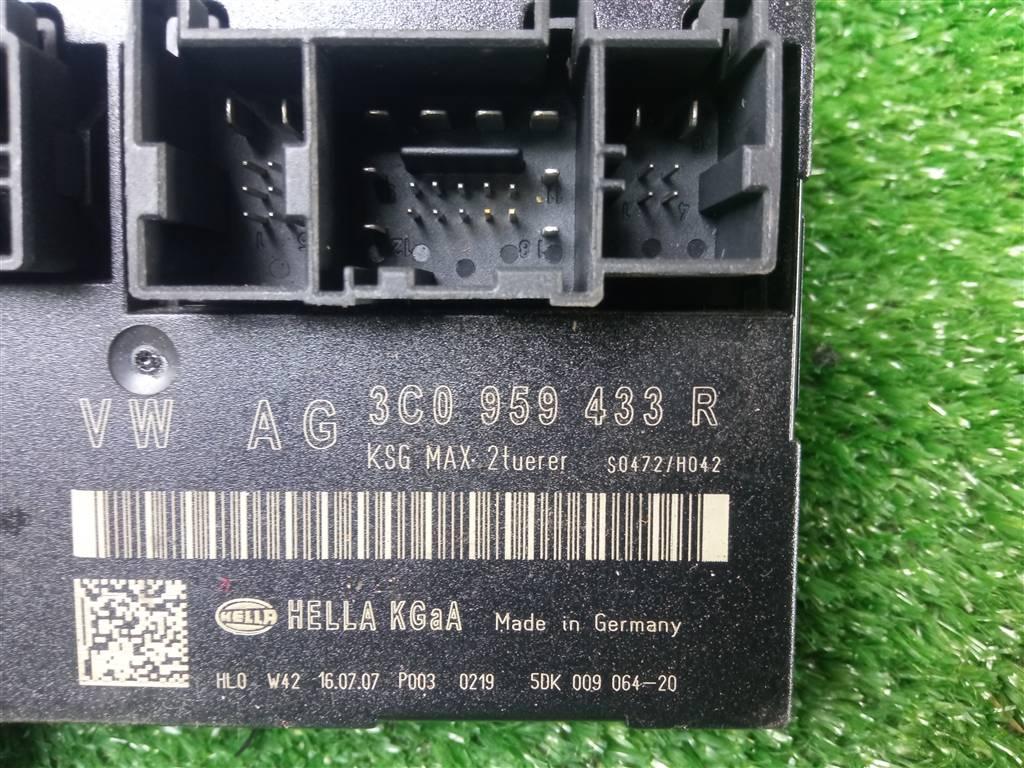 VW AG 3C0 959 433 R
KSG MAX 2tuerer S0472/H042
HELLA HELLA KGaA Made in Germany
HLO W42 16.07.07 P003 0219 5DK 009 064-20